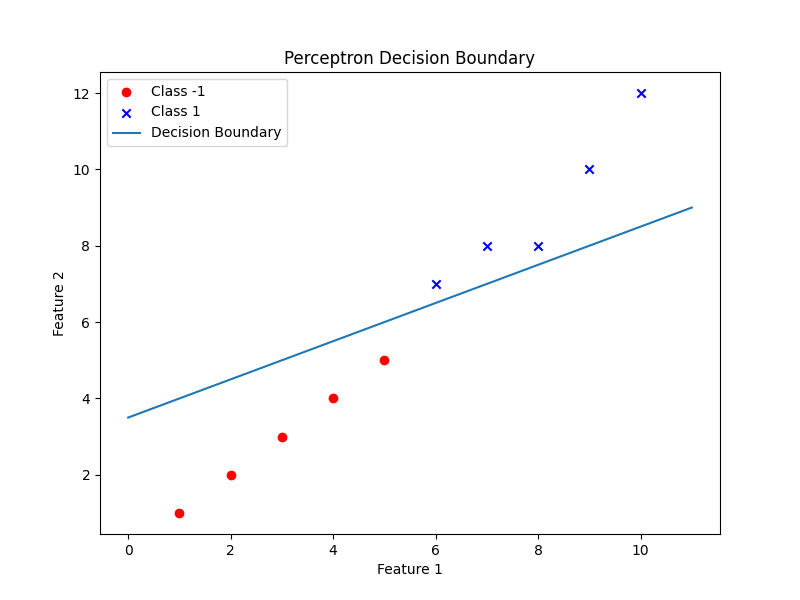 Perceptron Decision Boundary
Class -1
Class 1
Decision Boundary
12
10
8
6
4
2
Feature 2
0 2 4 6 8 10
Feature 1